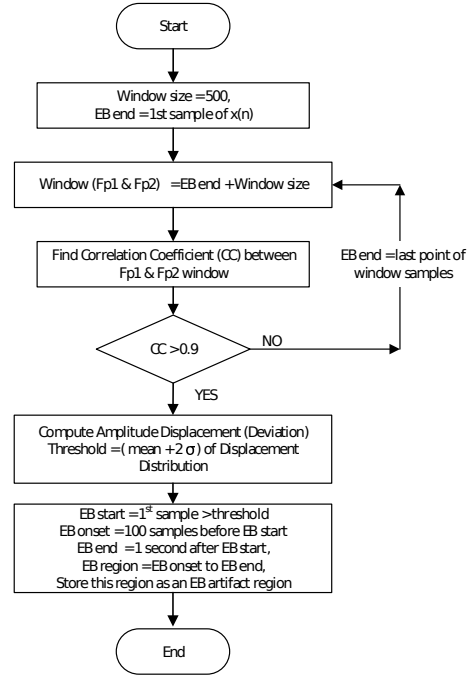 Start
Window size = 500,
EB end = 1st sample of x(n)
Window (Fp1 & Fp2) = EB end + Window size
Find Correlation Coefficient (CC) between
Fp1 & Fp2 window
EB end = last point of
window samples
CC > 0.9
NO
YES
Compute Amplitude Displacement (Deviation)
Threshold = ( mean + 2 σ ) of Displacement
Distribution
EB start = 1st sample > threshold
EB onset = 100 samples before EB start
EB end = 1 second after EB start,
EB region = EB onset to EB end,
Store this region as an EB artifact region
End